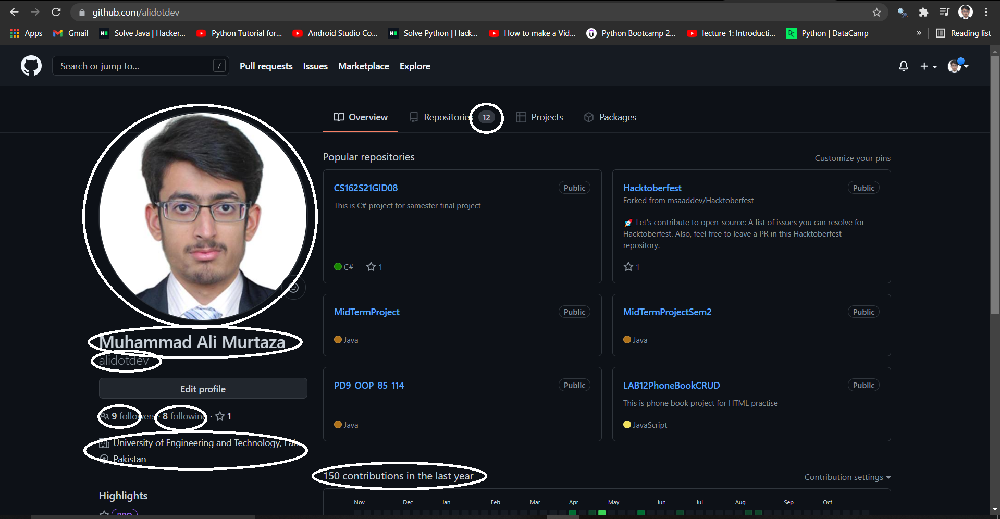 github.com/alidotdev
Apps Gmail Solve Java | Hacker... Python Tutorial for... Android Studio Co... Solve Python | Hack... How to make a Vid... Python Bootcamp 2... lecture 1: Introducti... Python | DataCamp » Reading list
Search or jump to... / Pull requests Issues Marketplace Explore
Overview Repositories 12 Projects Packages
Popular repositories Customize your pins
CS162S21GID08 Public
This is C# project for samester final project
C# 1
Hacktoberfest Public
Forked from msaaddev/Hacktoberfest
Let's contribute to open-source: A list of issues you can resolve for
Hacktoberfest. Also, feel free to leave a PR in this Hacktoberfest
repository.
1
MidTermProject Public
Java
MidTermProjectSem2 Public
Java
PD9_OOP_85_114 Public
Java
LAB12PhoneBookCRUD Public
This is phone book project for HTML practise
JavaScript
Muhammad Ali Murtaza
alidotdev
Edit profile
9 followers · 8 following · 1
University of Engineering and Technology,
Pakistan
Highlights
PRO
150 contributions in the last year Contribution settings
Nov Dec Jan Feb Mar Apr May Jun Jul Aug Sep Oct